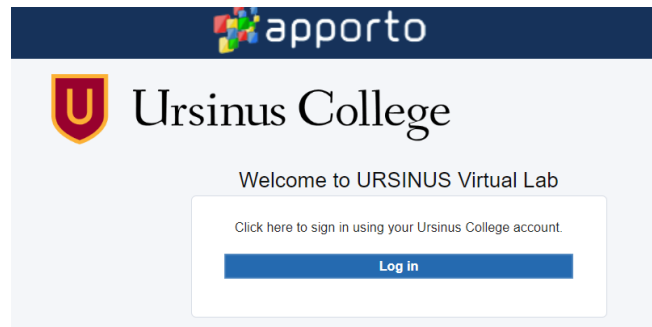 apporto
U
Ursinus College
Welcome to URSINUS Virtual Lab
Click here to sign in using your Ursinus College account.
Log in